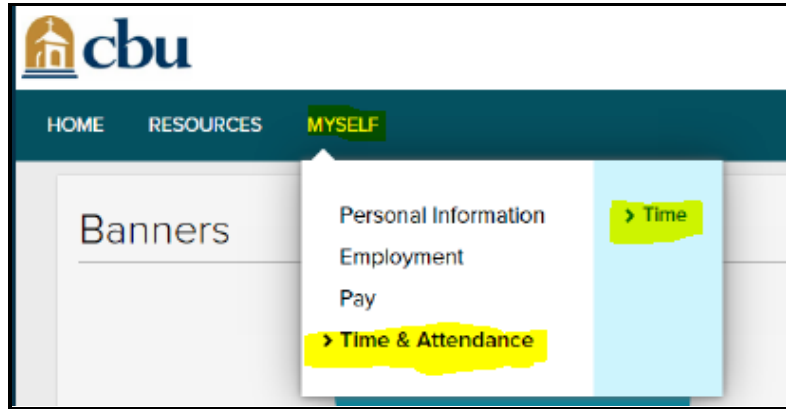 cbu
HOME RESOURCES MYSELF
Banners
Personal Information
Employment
Pay
> Time & Attendance
> Time